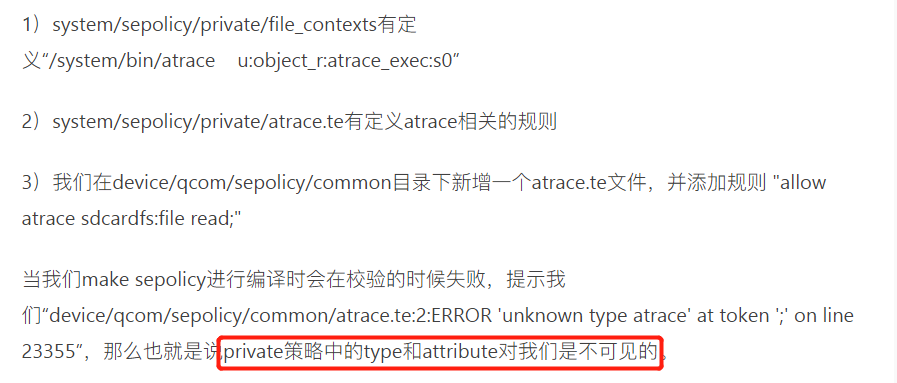 1）system/sepolicy/private/file_contexts有定
义“/system/bin/atrace    u:object_r:atrace_exec:s0“
2）system/sepolicy/private/atrace.te有定义atrace相关的规则
3）我们在device/qcom/sepolicy/common目录下新增一个atrace.te文件，并添加规则 "allow
atrace sdcardfs:file read;"
当我们make sepolicy进行编译时会在校验的时候失败，提示我
们“device/qcom/sepolicy/common/atrace.te:2:ERROR 'unknown type atrace' at token ';' on line
23355“，那么也就是说private策略中的type和attribute对我们是不可见的。